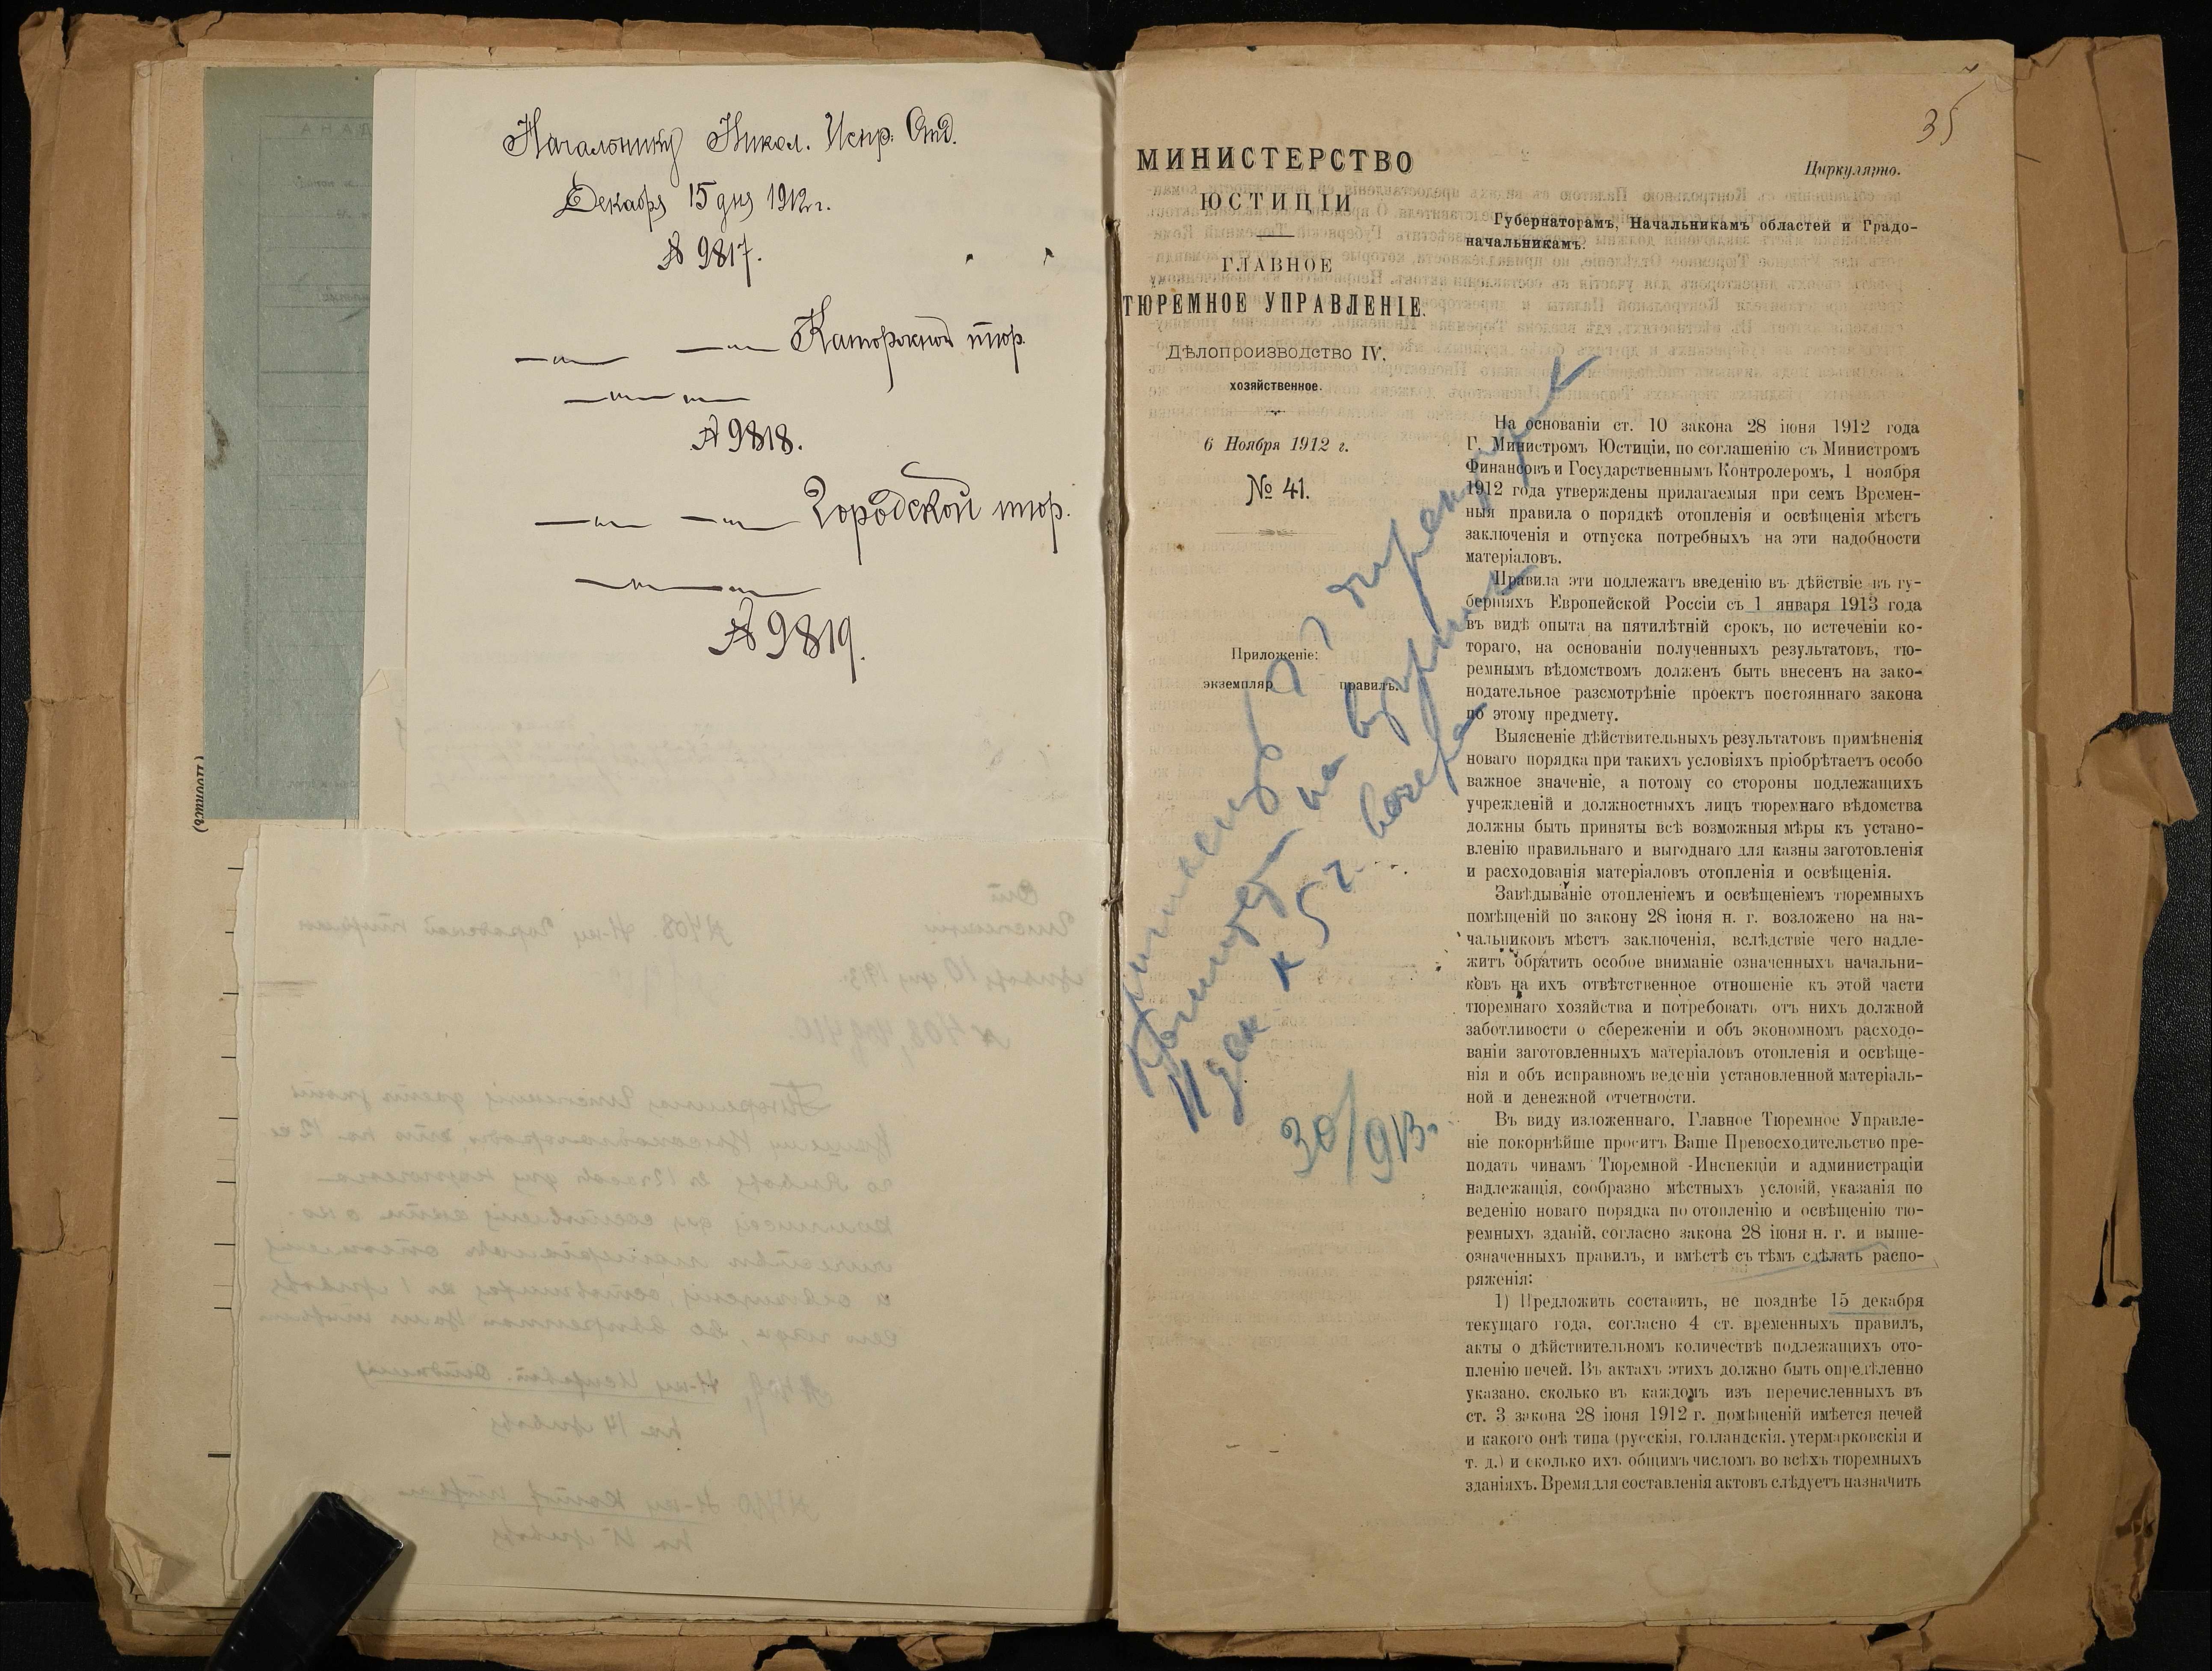 Начальнику Никол. Испр. Отд.
Декабря 15 дня 1912 г.
№ 9817.
Каторжной тюр.
№ 9818.
Городской тюр.
№ 9819.
35
МИНИСТЕРСТВО
ЮСТИЦІИ
ГЛАВНОЕ
ТЮРЕМНОЕ УПРАВЛЕНІЕ.
Дѣлопроизводство IV,
хозяйственное.
6 Ноября 1912 г.
№ 41.
Приложеніе:
экземпляр правилъ.
Циркулярно.
Губернаторамъ, Начальникамъ областей и Градо-
начальникамъ.
На основаніи ст. 10 закона 28 іюня 1912 года
Г. Министромъ Юстиціи, по соглашенію съ Министромъ
Финансовъ и Государственнымъ Контролеромъ, 1 ноября
1912 года утверждены прилагаемыя при семъ Времен-
ныя правила о порядкѣ отопленія и освѣщенія мѣстъ
заключенія и отпуска потребныхъ на эти надобности
матеріаловъ.
Правила эти подлежатъ введенію въ дѣйствіе въ гу-
берніяхъ Европейской Россіи съ 1 января 1913 года
въ видѣ опыта на пятилѣтній срокъ, по истеченіи ко-
тораго, на основаніи полученныхъ результатовъ, тю-
ремнымъ вѣдомствомъ долженъ быть внесенъ на зако-
нодательное разсмотрѣніе проектъ постояннаго закона
по этому предмету.
Выясненіе дѣйствительныхъ результатовъ примѣненія
новаго порядка при такихъ условіяхъ пріобрѣтаетъ особо
важное значеніе, а потому со стороны подлежащихъ
учрежденій и должностныхъ лицъ тюремнаго вѣдомства
должны быть приняты всѣ возможныя мѣры къ устано-
вленію правильнаго и выгоднаго для казны заготовленія
и расходованія матеріаловъ отопленія и освѣщенія.
Завѣдываніе отопленіемъ и освѣщеніемъ тюремныхъ
помѣщеній по закону 28 іюня н. г. возложено на на-
чальниковъ мѣстъ заключенія, вслѣдствіе чего надле-
житъ обратить особое вниманіе означенныхъ начальни-
ковъ на ихъ отвѣтственное отношеніе къ этой части
тюремнаго хозяйства и потребовать отъ нихъ должной
заботливости о сбереженіи и объ экономномъ расходо-
ваніи заготовленныхъ матеріаловъ отопленія и освѣще-
нія и объ исправномъ веденіи установленной матеріаль-
ной и денежной отчетности.
Въ виду изложеннаго, Главное Тюремное Управле-
ніе покорнѣйше проситъ Ваше Превосходительство пре-
подать чинамъ Тюремной Инспекціи и администраціи
надлежащія, сообразно мѣстныхъ условій, указанія по
веденію новаго порядка по отопленію и освѣщенію тю-
ремныхъ зданій, согласно закона 28 іюня н. г. и выше-
означенныхъ правилъ, и вмѣстѣ съ тѣмъ сдѣлать распо-
ряженія:
1) Предложить составить, не позднѣе 15 декабря
текущаго года, согласно 4 ст. временныхъ правилъ,
акты о дѣйствительномъ количествѣ подлежащихъ ото-
пленію печей. Въ актахъ этихъ должно быть опредѣленно
указано, сколько въ каждомъ изъ перечисленныхъ въ
ст. 3 закона 28 іюня 1912 г. помѣщеній имѣется печей
и какого онѣ типа (русскія, голландскія, утермарковскія и
т. д.) и сколько ихъ общимъ числомъ во всѣхъ тюремныхъ
зданіяхъ. Время для составленія актовъ слѣдуетъ назначить
на
11 дек. к 5 ч. вечера
30/913.